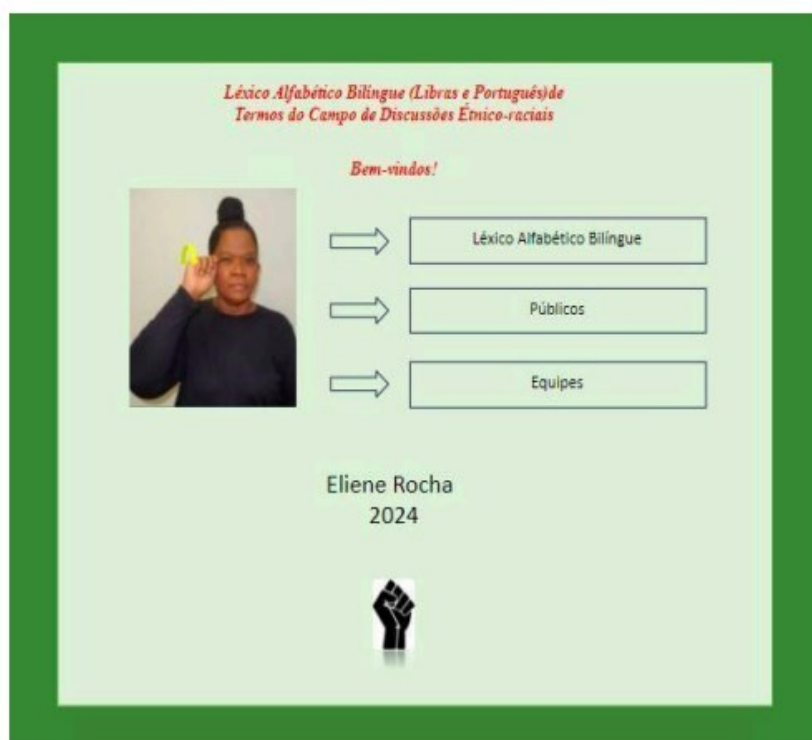 Léxico Alfabético Bilíngue (Libras e Português)de
Termos do Campo de Discussões Étnico-raciais
Bem-vindos!
Léxico Alfabético Bilíngue
Públicos
Equipes
Eliene Rocha
2024